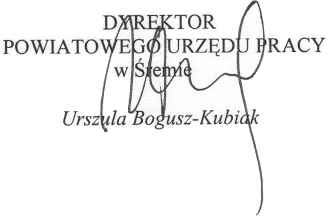 DYREKTOR
POWIATOWEGO URZĘDU PRACY
w Śremie
Urszula Bogusz-Kubiak